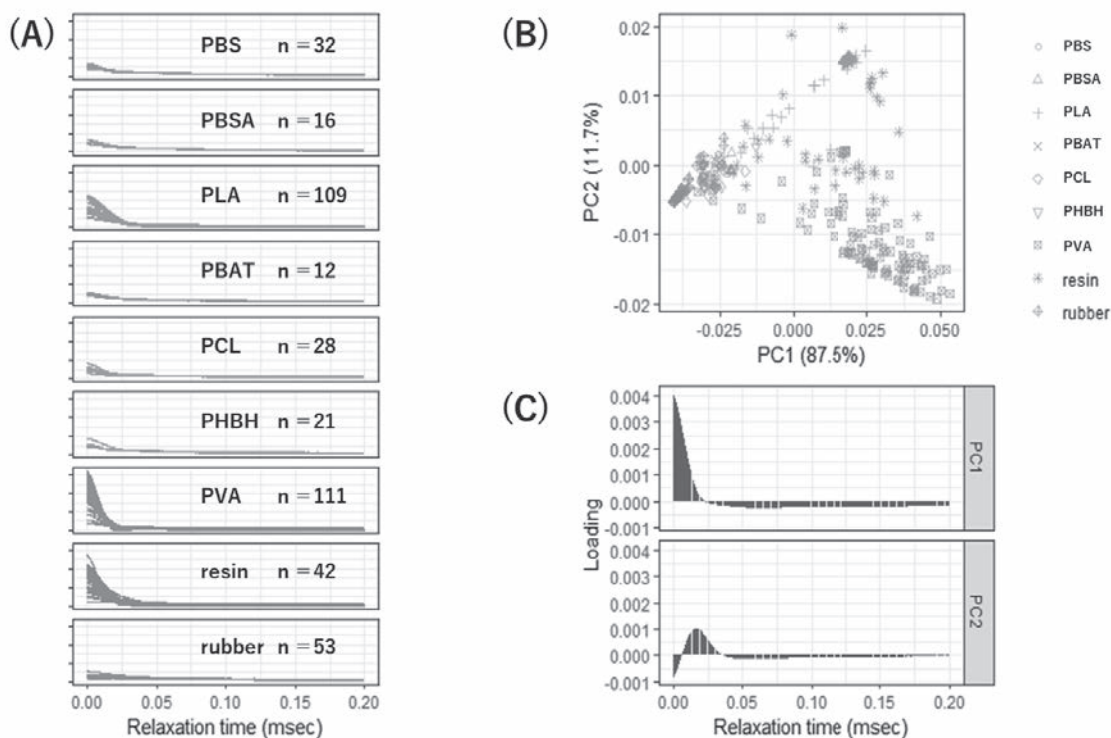 (A)
PBS n = 32
PBSA n = 16
PLA n = 109
PBAT n = 12
PCL n = 28
PHBH n = 21
PVA n = 111
resin n = 42
rubber n = 53
0.00 0.05 0.10 0.15 0.20
Relaxation time (msec)
(B)
0.02
0.01
0.00
-0.01
-0.02
PC2 (11.7%)
-0.025 0.000 0.025 0.050
PC1 (87.5%)
PBS
PBSA
PLA
PBAT
PCL
PHBH
PVA
resin
rubber
(C)
0.004
0.003
0.002
0.001
0.000
-0.001
PC1
Loading
0.004
0.003
0.002
0.001
0.000
-0.001
PC2
0.00 0.05 0.10 0.15 0.20
Relaxation time (msec)